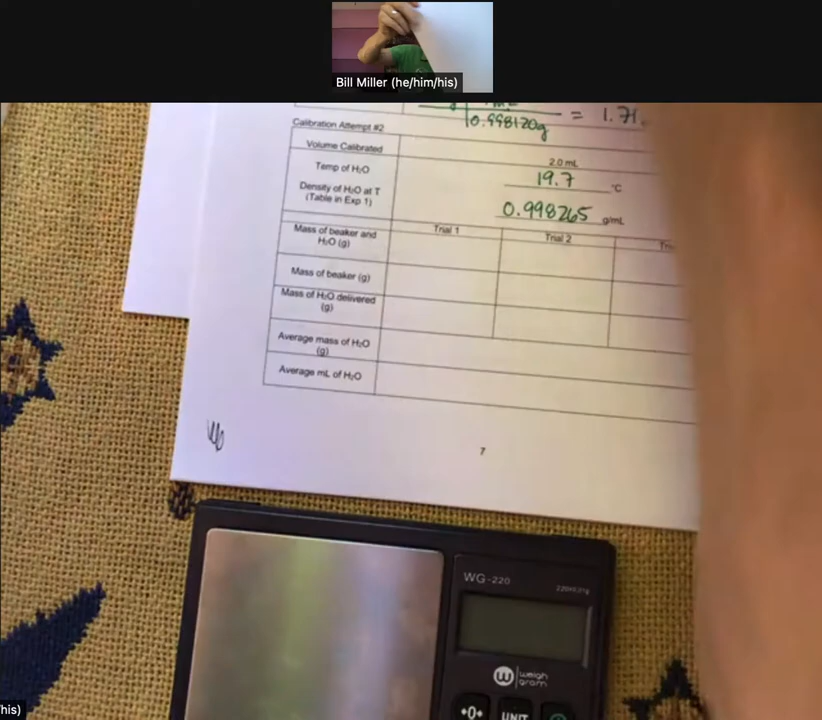 Bill Miller (he/him/his)
0.998120g = 1.71
Calibration Attempt #2
Volume Calibrated 2.0 mL
Temp of H₂O 19.7 °C
Density of H₂O at T
(Table in Exp 1) 0.998265 g/mL
Trial 1 Trial 2
Mass of beaker and
H₂O (g)
Mass of beaker (g)
Mass of H₂O delivered
(g)
Average mass of H₂O
(g)
Average mL of H₂O
7
WG-220
weigh
gram
+0+ UNIT
his)